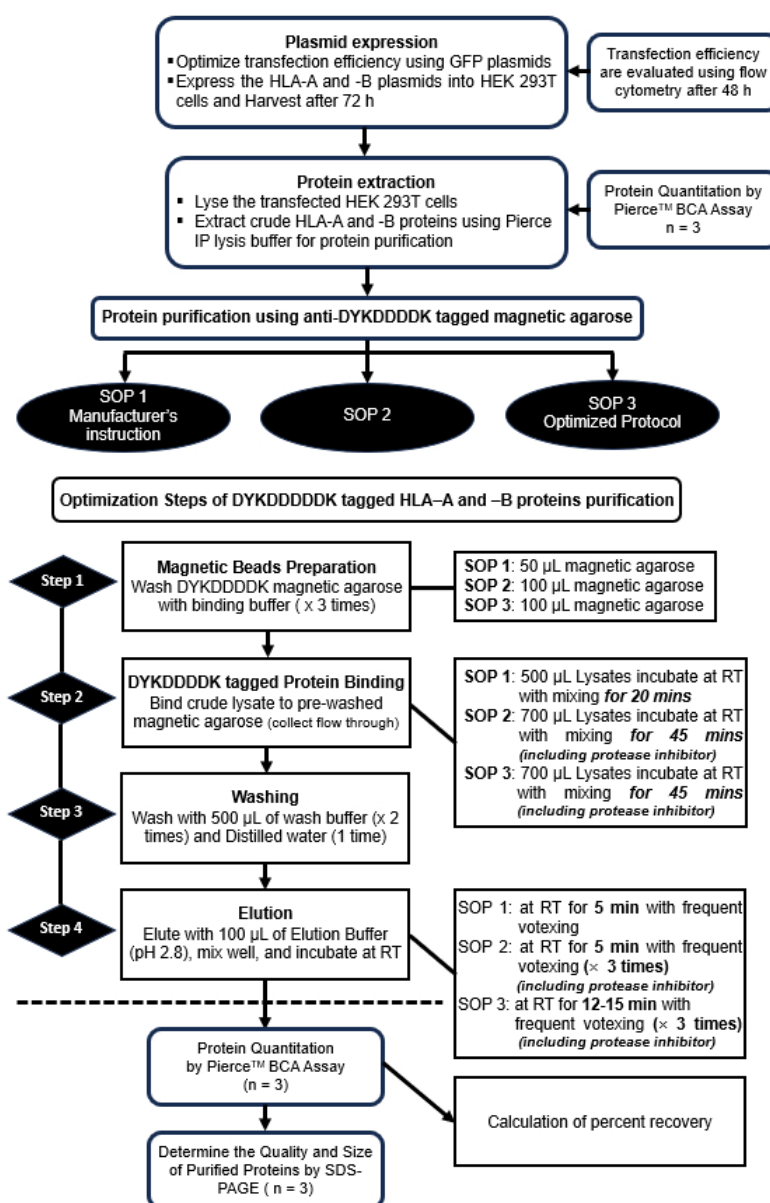 Plasmid expression
▪Optimize transfection efficiency using GFP plasmids
▪Express the HLA-A and -B plasmids into HEK 293T
cells and Harvest after 72 h
Transfection efficiency
are evaluated using flow
cytometry after 48 h
Protein extraction
▪ Lyse the transfected HEK 293T cells
▪ Extract crude HLA-A and -B proteins using Pierce
IP lysis buffer for protein purification
Protein Quantitation by
Pierce™ BCA Assay
n = 3
Protein purification using anti-DYKDDDDK tagged magnetic agarose
SOP 1
Manufacturer's
instruction
SOP 2
SOP 3
Optimized Protocol
Optimization Steps of DYKDDDDDK tagged HLA–A and –B proteins purification
Step 1
Magnetic Beads Preparation
Wash DYKDDDDK magnetic agarose
with binding buffer ( x 3 times)
SOP 1: 50 µL magnetic agarose
SOP 2: 100 µL magnetic agarose
SOP 3: 100 µL magnetic agarose
Step 2
DYKDDDDK tagged Protein Binding
Bind crude lysate to pre-washed
magnetic agarose (collect flow through)
SOP 1: 500 µL Lysates incubate at RT
with mixing for 20 mins
SOP 2: 700 µL Lysates incubate at RT
with mixing for 45 mins
(including protease inhibitor)
SOP 3: 700 µL Lysates incubate at RT
with mixing for 45 mins
(including protease inhibitor)
Step 3
Washing
Wash with 500 µL of wash buffer (x 2
times) and Distilled water (1 time)
Step 4
Elution
Elute with 100 µL of Elution Buffer
(pH 2.8), mix well, and incubate at RT
SOP 1: at RT for 5 min with frequent
votexing
SOP 2: at RT for 5 min with frequent
votexing (× 3 times)
(including protease inhibitor)
SOP 3: at RT for 12-15 min with
frequent votexing (× 3 times)
(including protease inhibitor)
Protein Quantitation
by Pierce™ BCA Assay
(n = 3)
Calculation of percent recovery
Determine the Quality and Size
of Purified Proteins by SDS-
PAGE ( n = 3)